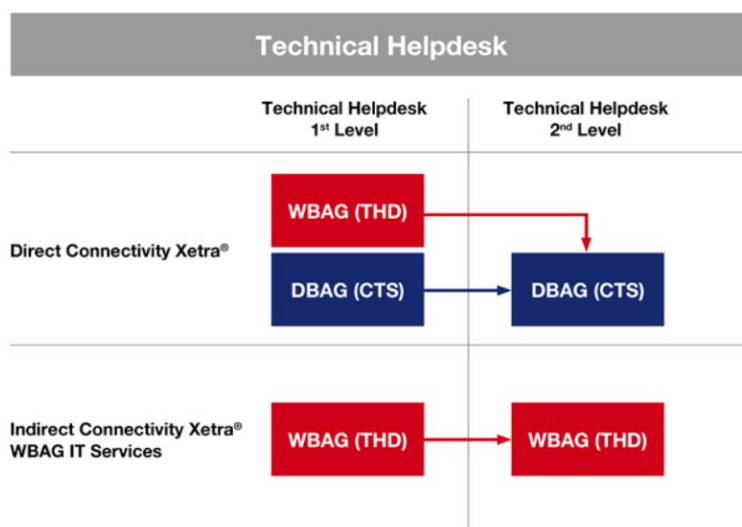 Technical Helpdesk
Technical Helpdesk
1st Level
Technical Helpdesk
2nd Level
WBAG (THD)
Direct Connectivity Xetra®
DBAG (CTS)
DBAG (CTS)
Indirect Connectivity Xetra®
WBAG IT Services
WBAG (THD)
WBAG (THD)